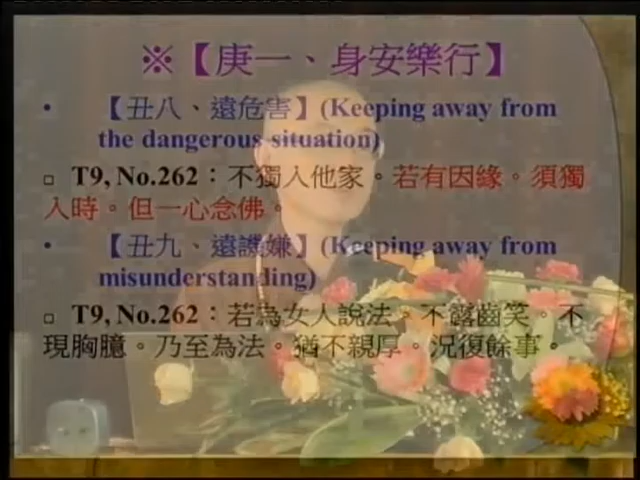 ※【庚一、身安樂行】
• 【丑八、遠危害】(Keeping away from
the dangerous situation)
□ T9, No.262：不獨入他家。若有因緣。須獨
入時。但一心念佛。
• 【丑九、遠譏嫌】(Keeping away from
misunderstanding)
□ T9, No.262：若為女人說法。不露齒笑。不
現胸臆。乃至為法。猶不親厚。況復餘事。